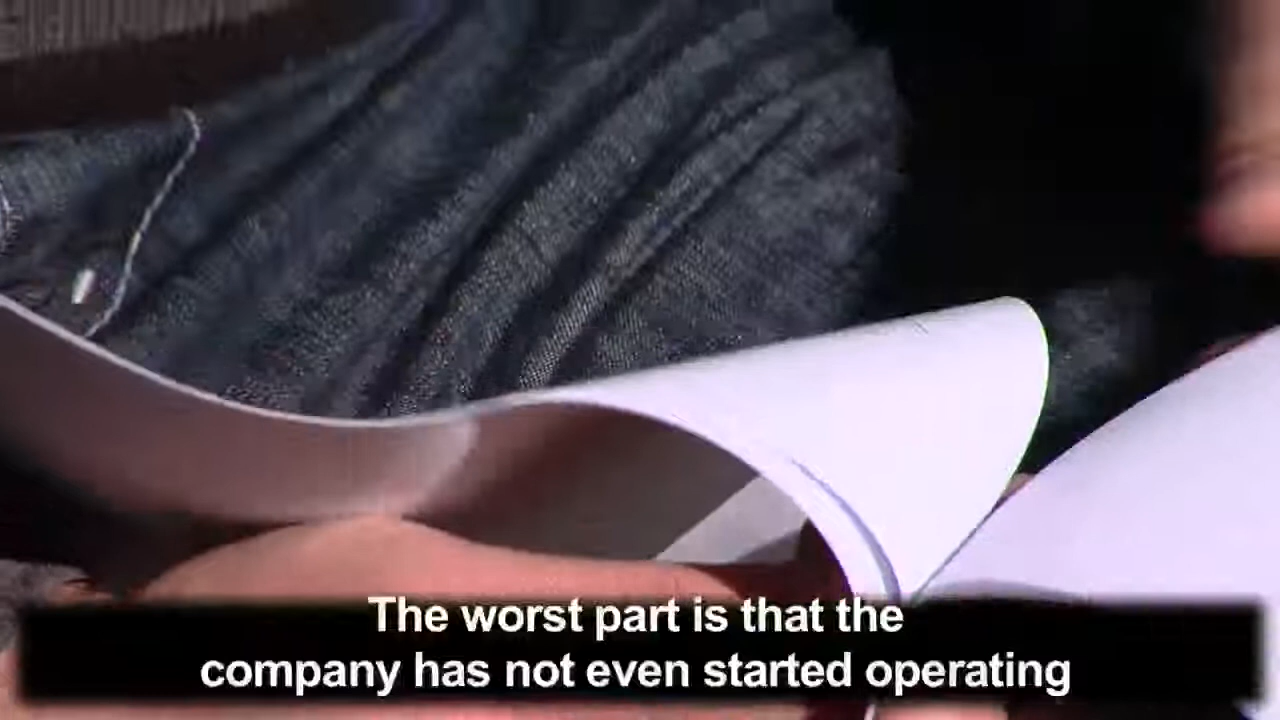 The worst part is that the
company has not even started operating